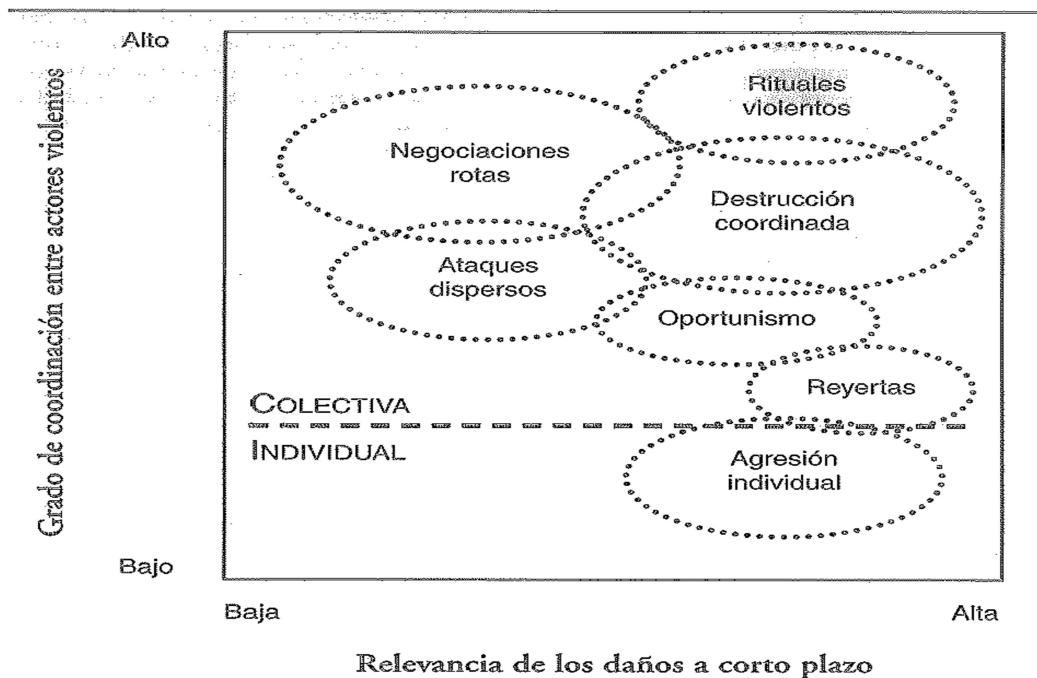 Alto
Grado de coordinación entre actores violentos
Rituales
violentos
Negociaciones
rotas
Destrucción
coordinada
Ataques
dispersos
Oportunismo
Reyertas
COLECTIVA
INDIVIDUAL
Agresión
individual
Bajo
Baja
Alta
Relevancia de los daños a corto plazo